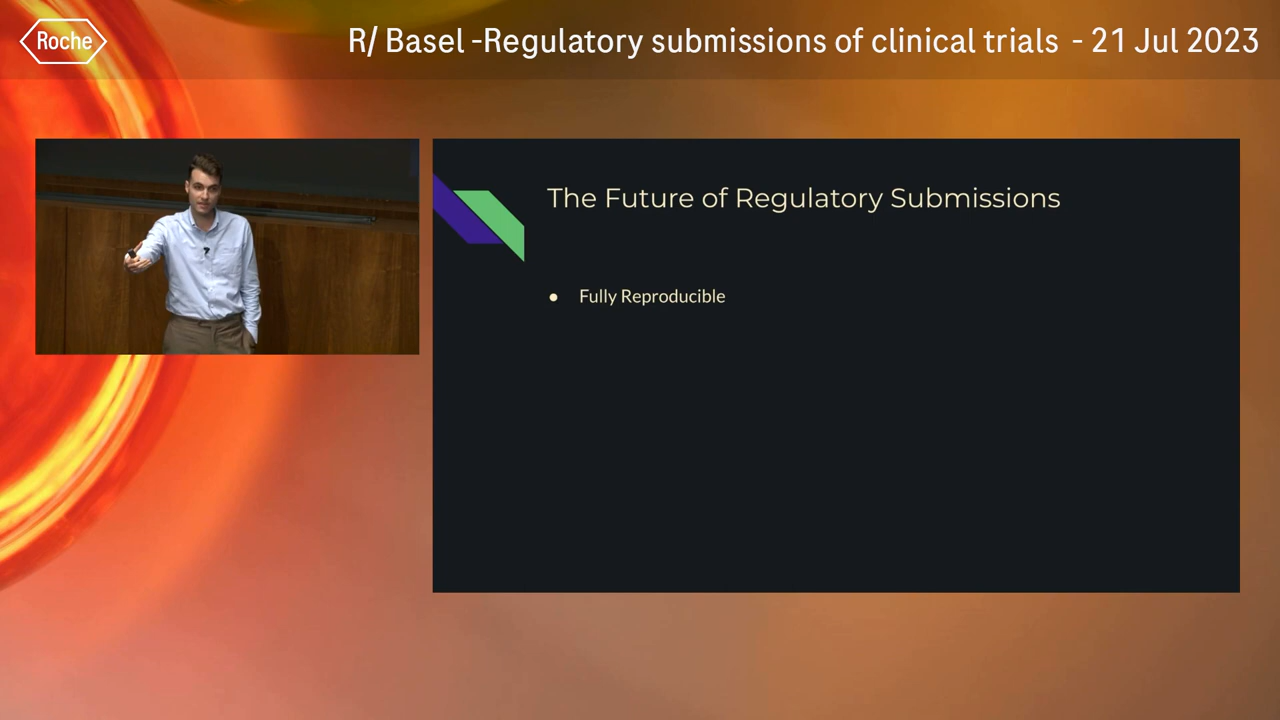 Roche
R/ Basel -Regulatory submissions of clinical trials - 21 Jul 2023
The Future of Regulatory Submissions
● Fully Reproducible